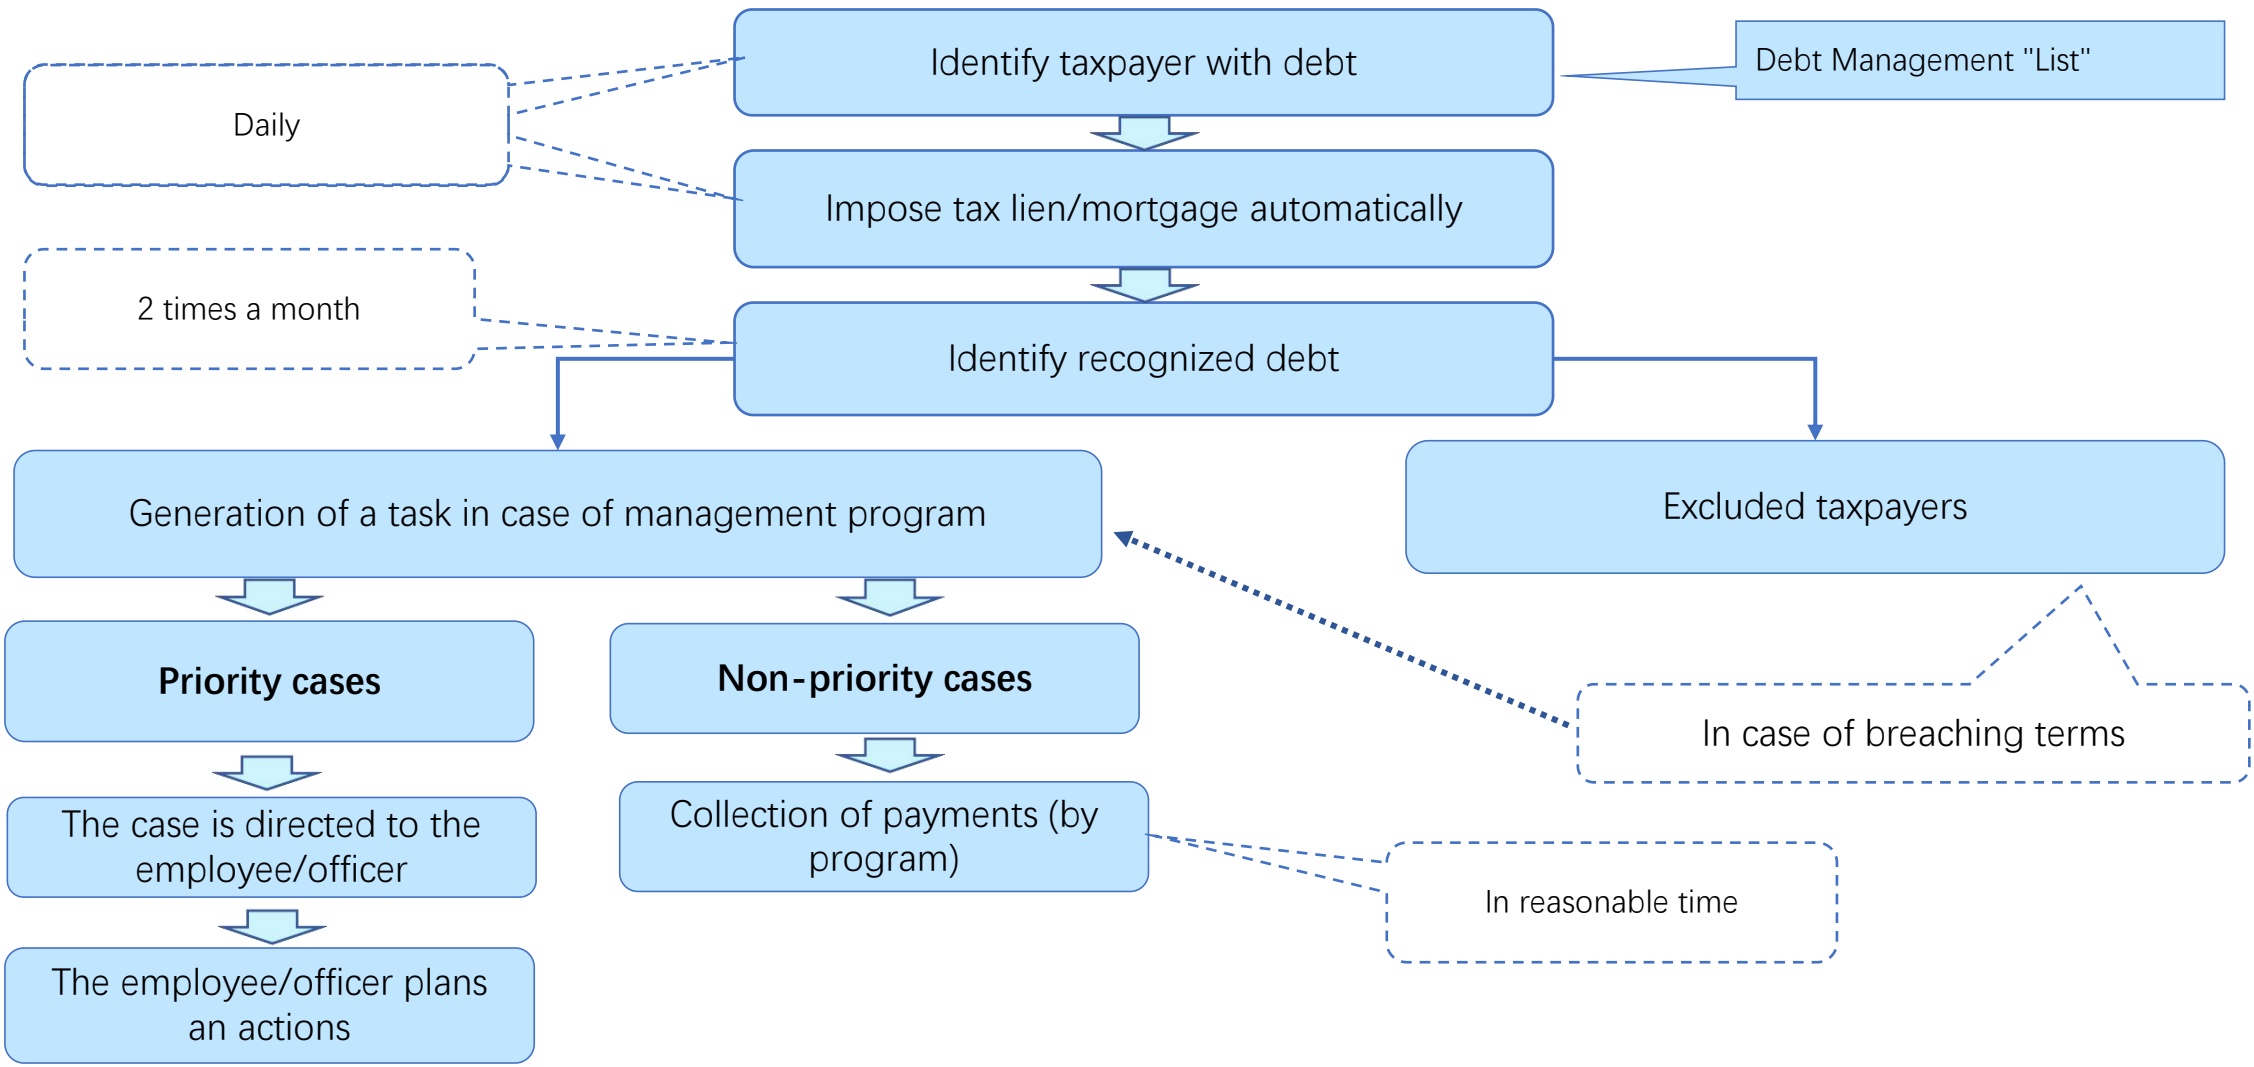 Identify taxpayer with debt
Debt Management "List"
Daily
Impose tax lien/mortgage automatically
2 times a month
Identify recognized debt
Generation of a task in case of management program
Excluded taxpayers
Priority cases
Non-priority cases
In case of breaching terms
The case is directed to the
employee/officer
Collection of payments (by
program)
In reasonable time
The employee/officer plans
an actions